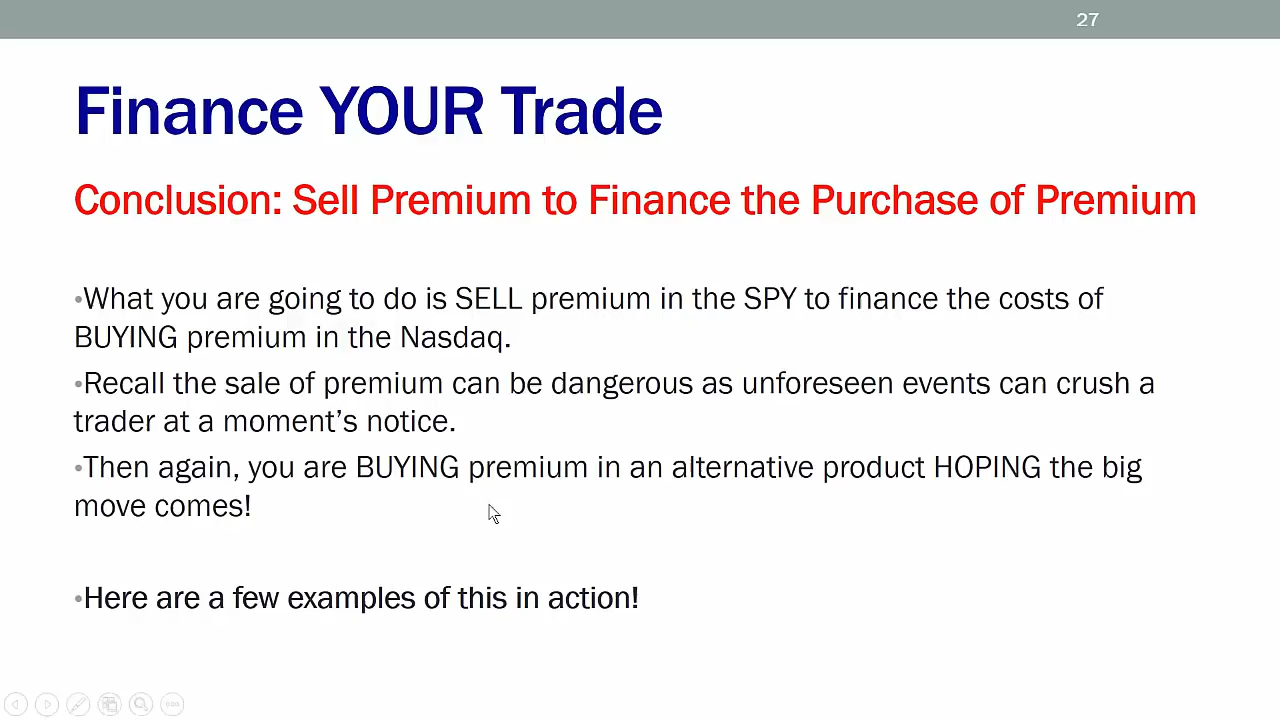 27
Finance YOUR Trade
Conclusion: Sell Premium to Finance the Purchase of Premium
•What you are going to do is SELL premium in the SPY to finance the costs of
BUYING premium in the Nasdaq.
•Recall the sale of premium can be dangerous as unforeseen events can crush a
trader at a moment’s notice.
•Then again, you are BUYING premium in an alternative product HOPING the big
move comes!
•Here are a few examples of this in action!